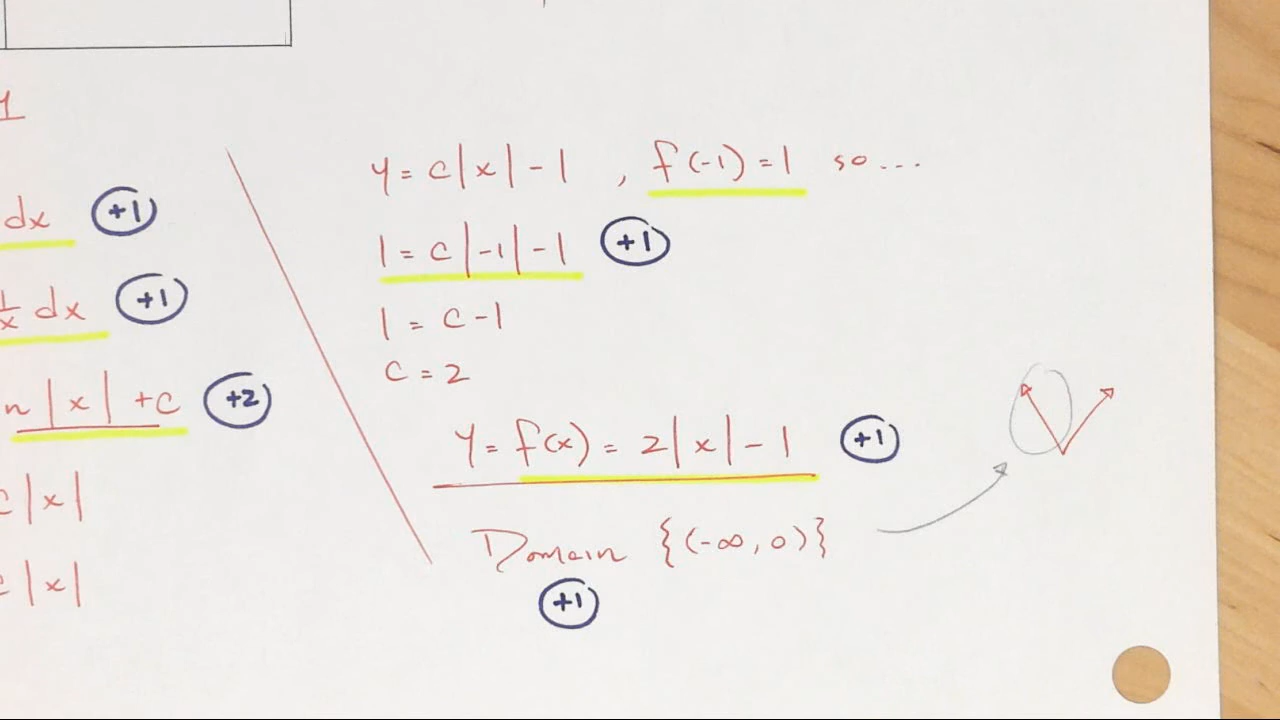 1
dx +1
1/x dx +1
n |x| + c +2
c|x|
c|x|
y = c|x| - 1 , f(-1) = 1 so...
1 = c|-1| - 1 +1
1 = c - 1
c = 2
y = f(x) = 2|x| - 1 +1
Domain {(-∞, 0)}
+1